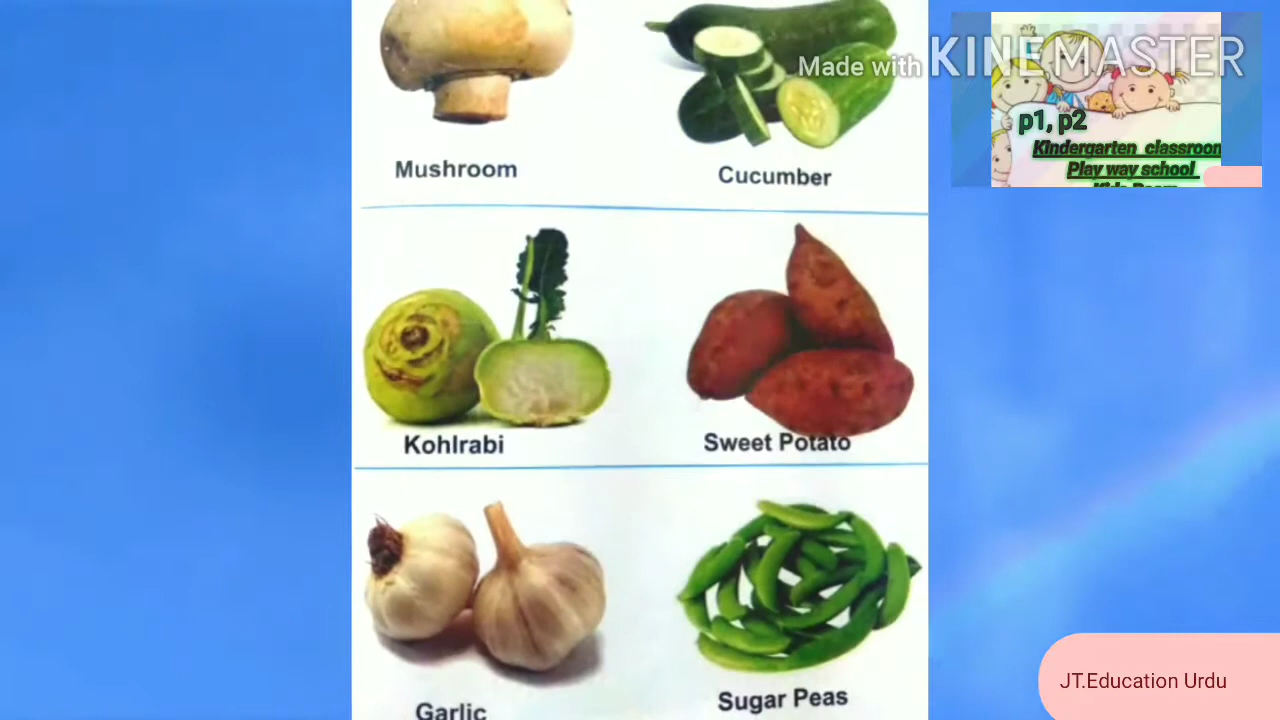 Made with KINEMASTER
p1, p2
Kindergarten classroom
Play way school
Mushroom
Cucumber
Kohlrabi
Sweet Potato
Garlic
Sugar Peas
JT.Education Urdu